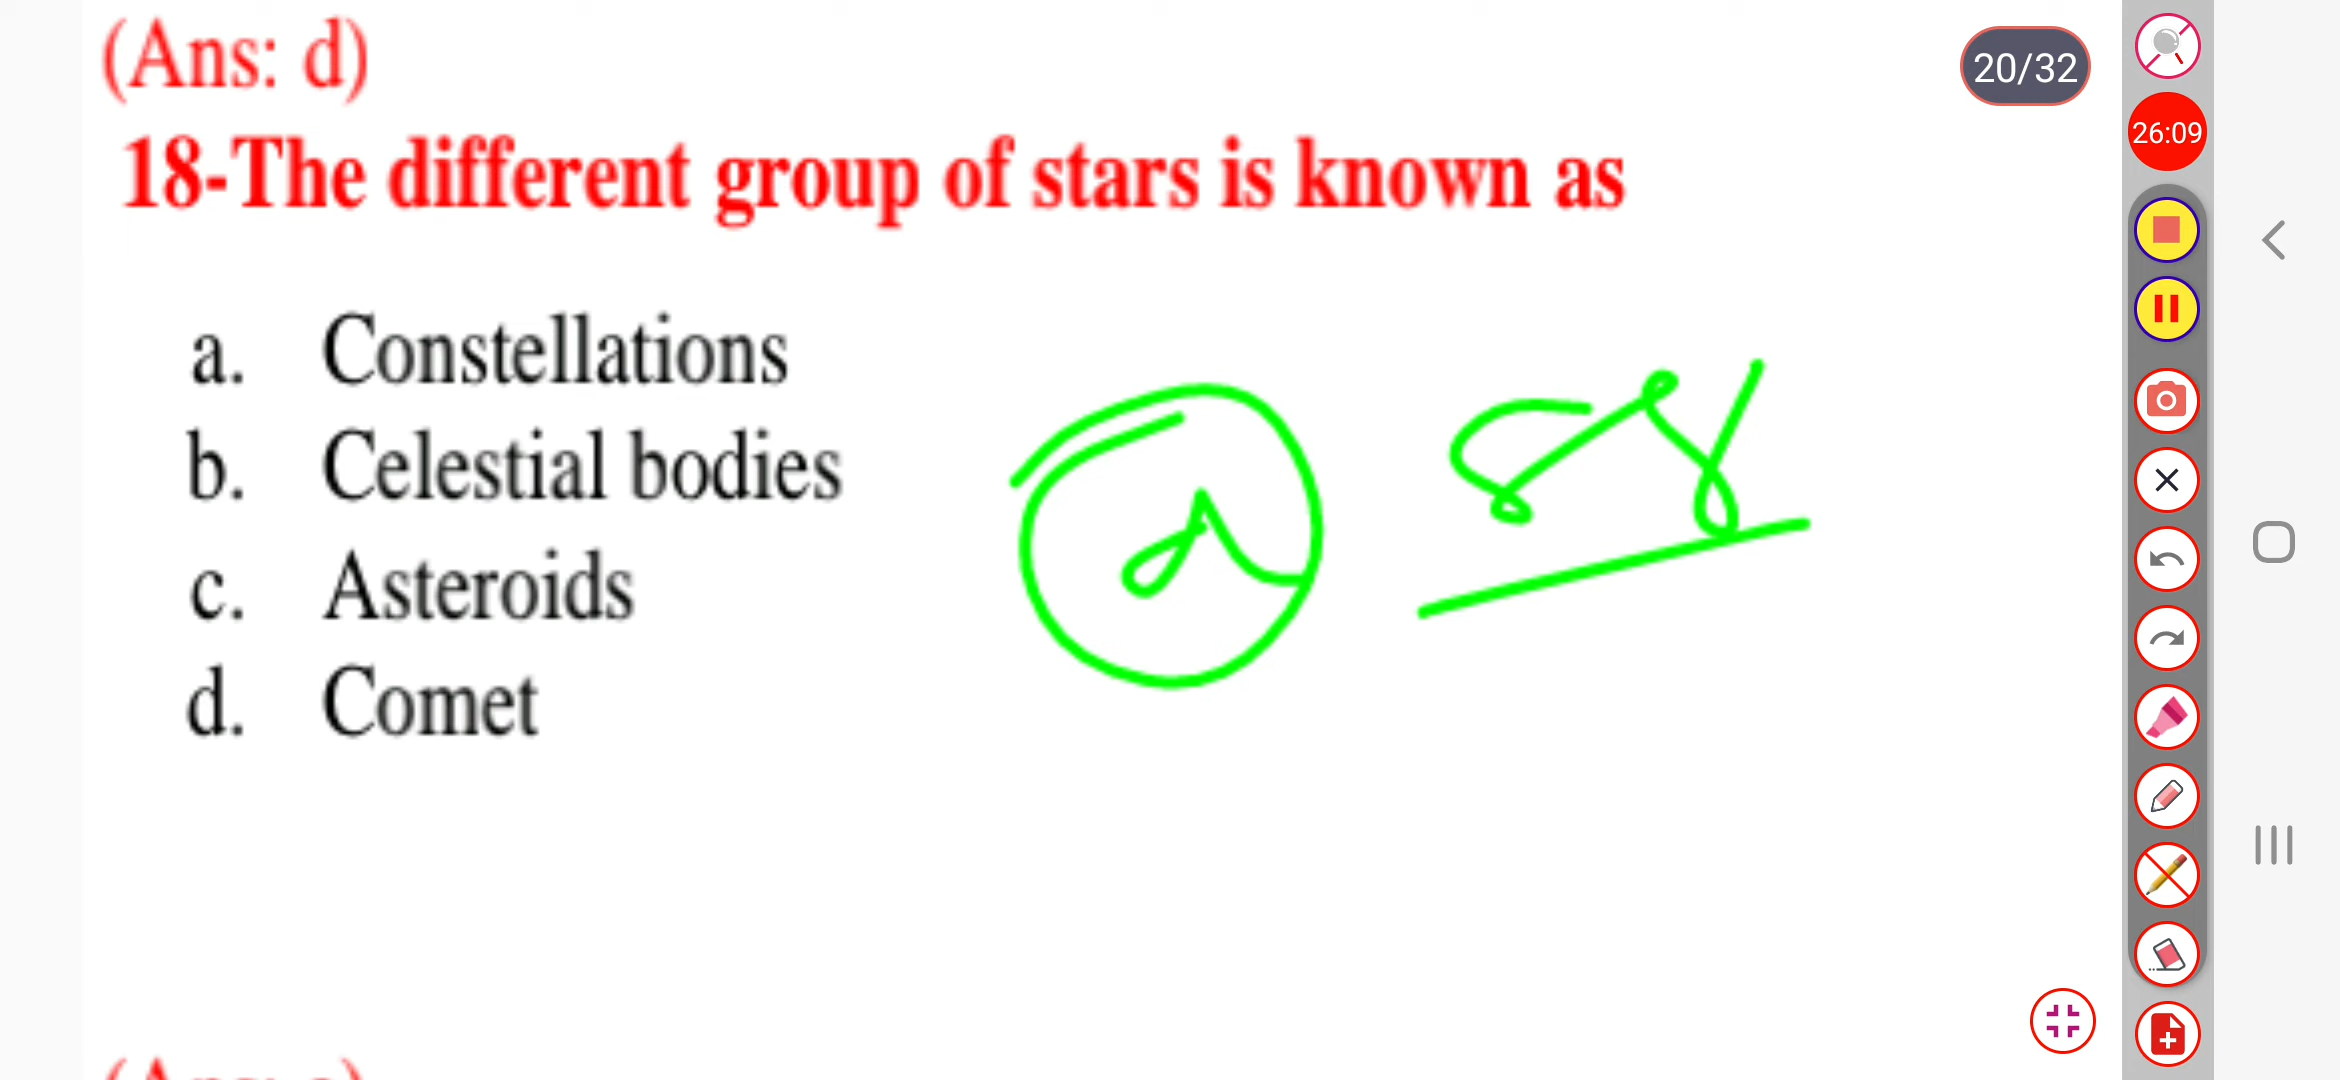 (Ans: d)
20/32
26:09
18-The different group of stars is known as
a. Constellations
b. Celestial bodies
c. Asteroids
d. Comet
a
88